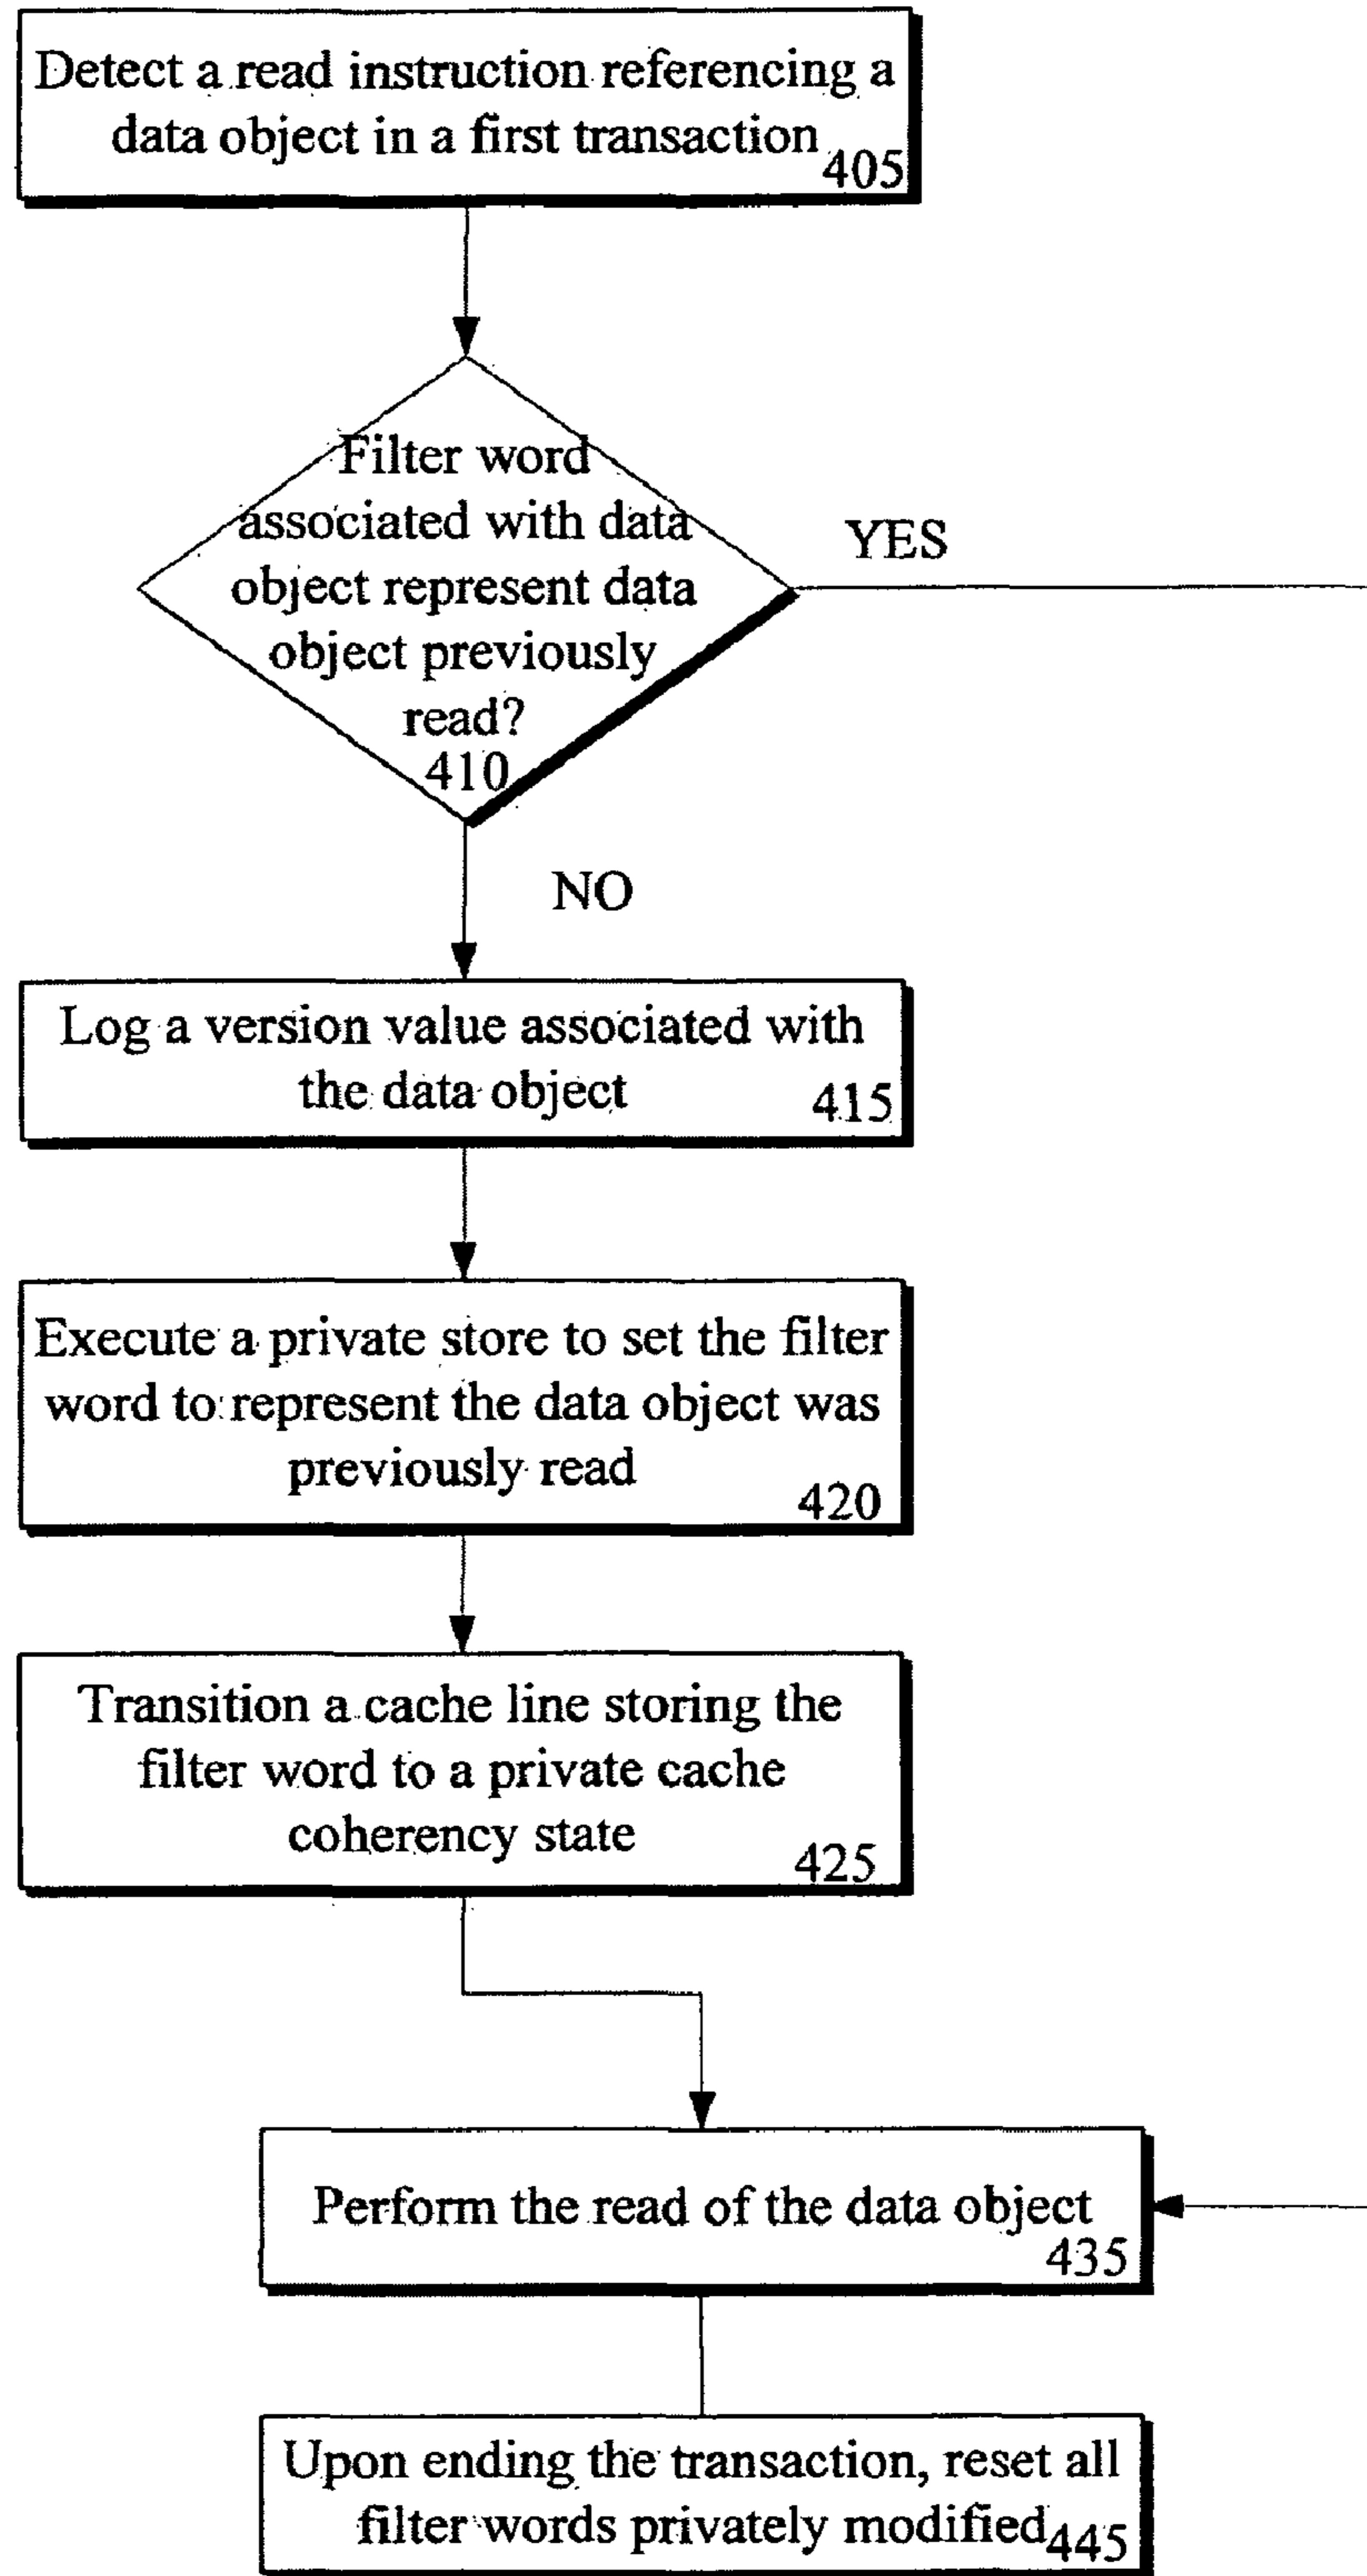 Detect a read instruction referencing a
data object in a first transaction
405
Filter word
associated with data
object represent data
object previously
read?
410
YES
NO
Log a version value associated with
the data object
415
Execute a private store to set the filter
word to represent the data object was
previously read
420
Transition a cache line storing the
filter word to a private cache
coherency state
425
Perform the read of the data object
435
Upon ending the transaction, reset all
filter words privately modified
445